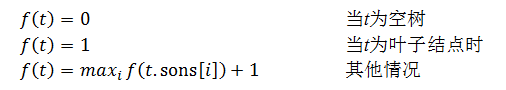 f(t) = 0 当t为空树
f(t) = 1 当t为叶子结点时
f(t) = maxᵢ f(t.sons[i]) + 1 其他情况